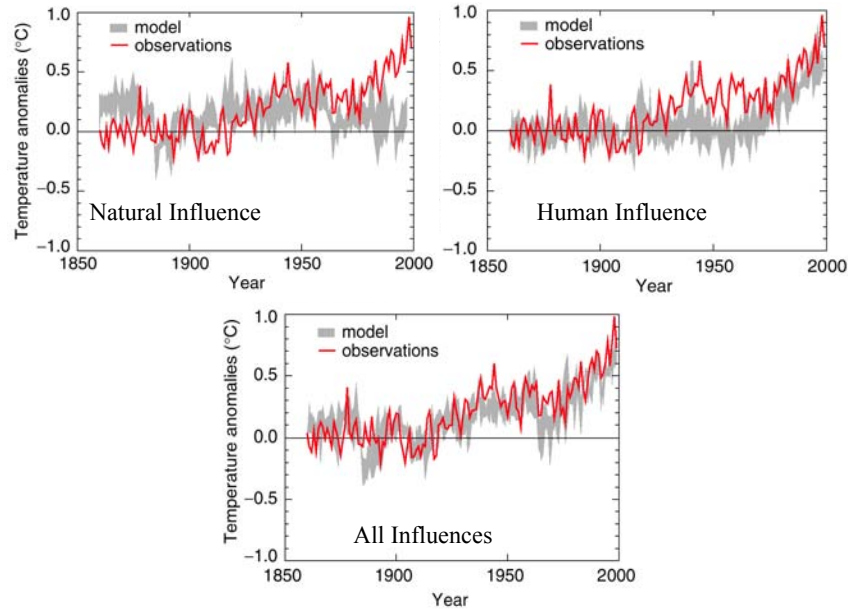 1.0
model
observations
0.5
0.0
−0.5
−1.0
Temperature anomalies (°C)
Natural Influence
1850
1900
1950
2000
Year
1.0
model
observations
0.5
0.0
−0.5
−1.0
Human Influence
1850
1900
1950
2000
Year
1.0
model
observations
0.5
0.0
−0.5
−1.0
Temperature anomalies (°C)
All Influences
1850
1900
1950
2000
Year